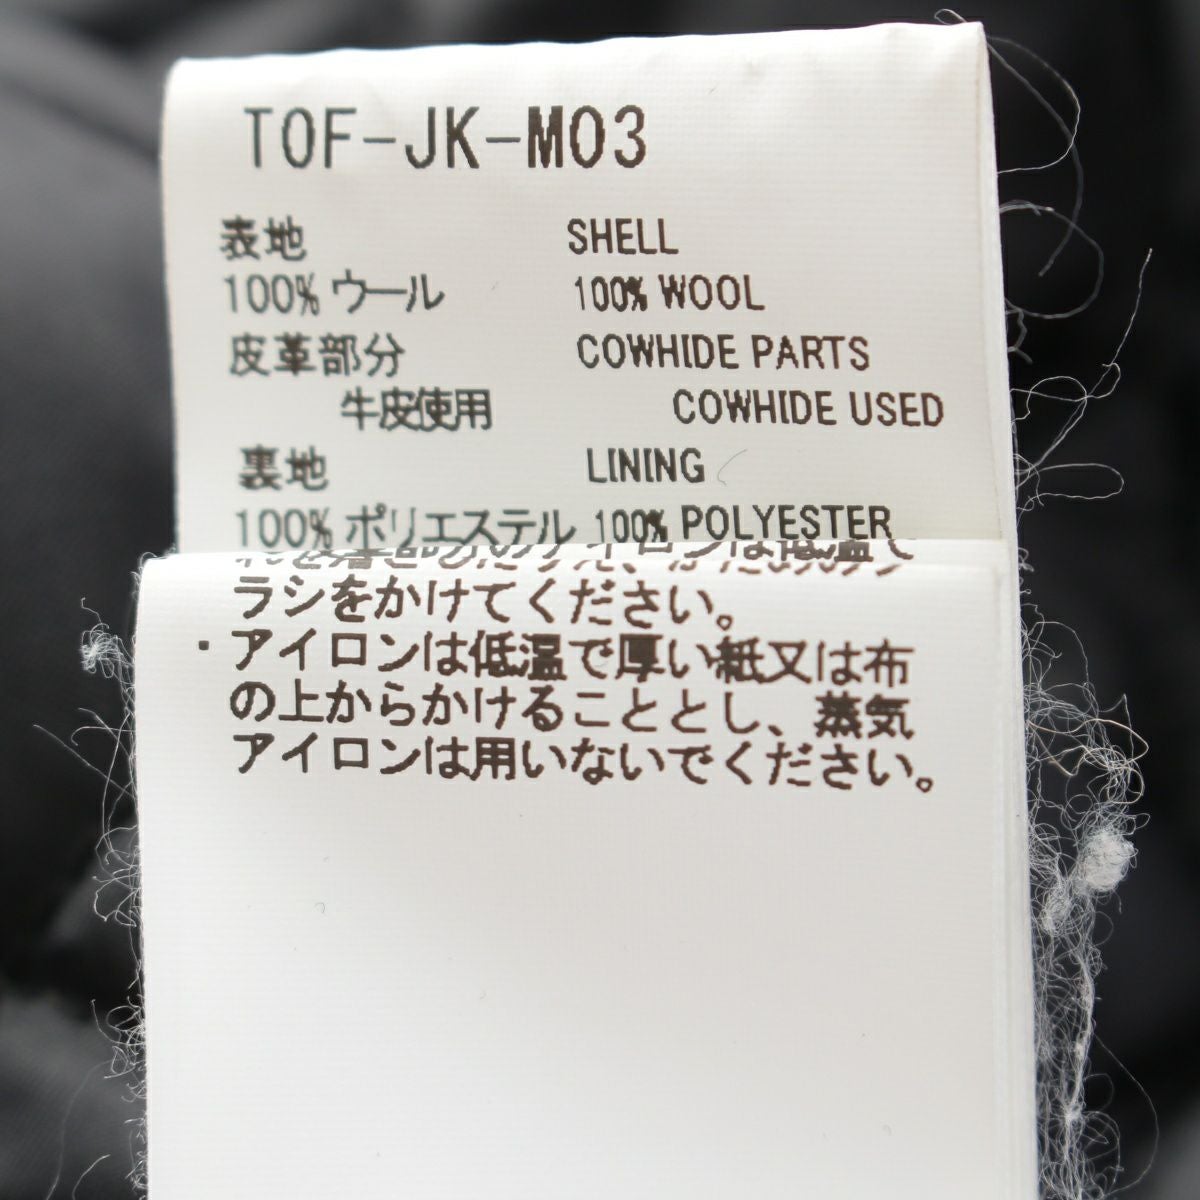 TOF-JK-M03
表地 SHELL
100% ウール 100% WOOL
皮革部分 COWHIDE PARTS
牛皮使用 COWHIDE USED
裏地 LINING
100% ポリエステル 100% POLYESTER
ラシをかけてください。
・アイロンは低温で厚い紙又は布
の上からかけることとし、蒸気
アイロンは用いないでください。